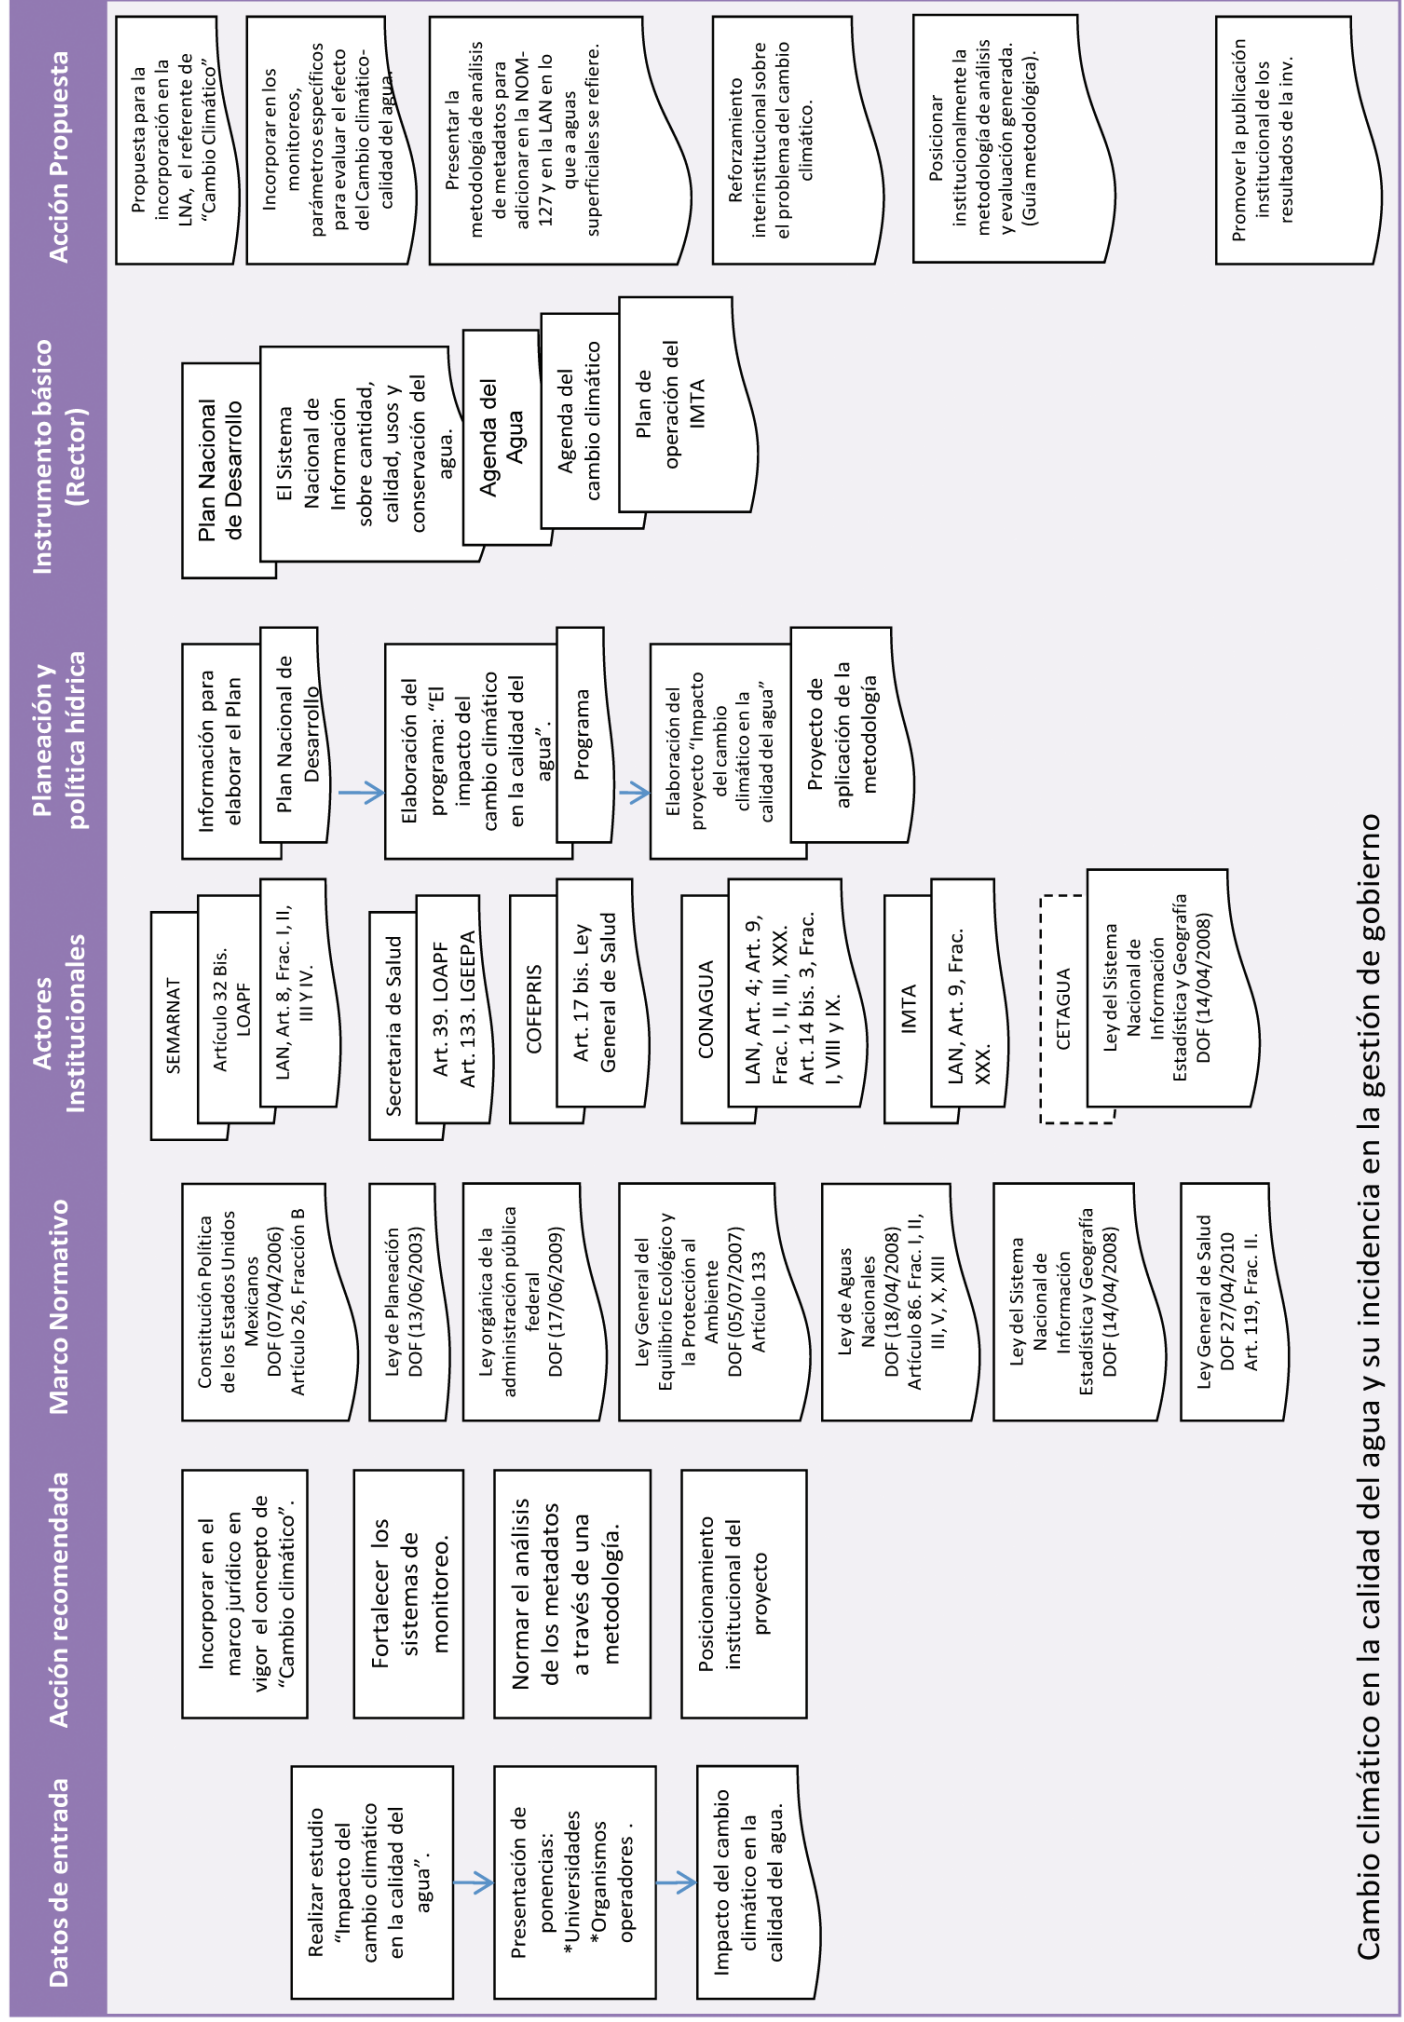 Datos de entrada
Realizar estudio
“Impacto del
cambio climático
en la calidad del
agua”.
Presentación de
ponencias:
*Universidades
*Organismos
operadores .
Impacto del cambio
climático en la
calidad del agua.
Acción recomendada
Incorporar en el
marco jurídico en
vigor el concepto de
“Cambio climático”.
Fortalecer los
sistemas de
monitoreo.
Normar el análisis
de los metadatos
a través de una
metodología.
Posicionamiento
institucional del
proyecto
Marco Normativo
Constitución Política
de los Estados Unidos
Mexicanos
DOF (07/04/2006)
Artículo 26, Fracción B
Ley de Planeación
DOF (13/06/2003)
Ley orgánica de la
administración pública
federal
DOF (17/06/2009)
Ley General del
Equilibrio Ecológico y
la Protección al
Ambiente
DOF (05/07/2007)
Artículo 133
Ley de Aguas
Nacionales
DOF (18/04/2008)
Artículo 86. Frac. I, II,
III, V, X, XIII
Ley del Sistema
Nacional de
Información
Estadística y Geografía
DOF (14/04/2008)
Ley General de Salud
DOF 27/04/2010
Art. 119, Frac. II.
Actores
Institucionales
SEMARNAT
Artículo 32 Bis.
LOAPF
LAN, Art. 8, Frac. I, II,
III Y IV.
Secretaria de Salud
Art. 39. LOAPF
Art. 133. LGEEPA
COFEPRIS
Art. 17 bis. Ley
General de Salud
CONAGUA
LAN, Art. 4; Art. 9,
Frac. I, II, III, XXX.
Art. 14 bis. 3, Frac.
I, VIII y IX.
IMTA
LAN, Art. 9, Frac.
XXX.
CETAGUA
Ley del Sistema
Nacional de
Información
Estadística y Geografía
DOF (14/04/2008)
Planeación y
política hídrica
Información para
elaborar el Plan
Plan Nacional de
Desarrollo
Elaboración del
programa: “El
impacto del
cambio climático
en la calidad del
agua”.
Programa
Elaboración del
proyecto “Impacto
del cambio
climático en la
calidad del agua”
Proyecto de
aplicación de la
metodología
Instrumento básico
(Rector)
Plan Nacional
de Desarrollo
El Sistema
Nacional de
Información
sobre cantidad,
calidad, usos y
conservación del
agua.
Agenda del
Agua
Agenda del
cambio climático
Plan de
operación del
IMTA
Acción Propuesta
Propuesta para la
incorporación en la
LNA, el referente de
“Cambio Climático”
Incorporar en los
monitoreos,
parámetros específicos
para evaluar el efecto
del Cambio climático-
calidad del agua.
Presentar la
metodología de análisis
de metadatos para
adicionar en la NOM-
127 y en la LAN en lo
que a aguas
superficiales se refiere.
Reforzamiento
interinstitucional sobre
el problema del cambio
climático.
Posicionar
institucionalmente la
metodología de análisis
y evaluación generada.
(Guía metodológica).
Promover la publicación
institucional de los
resultados de la inv.
Cambio climático en la calidad del agua y su incidencia en la gestión de gobierno